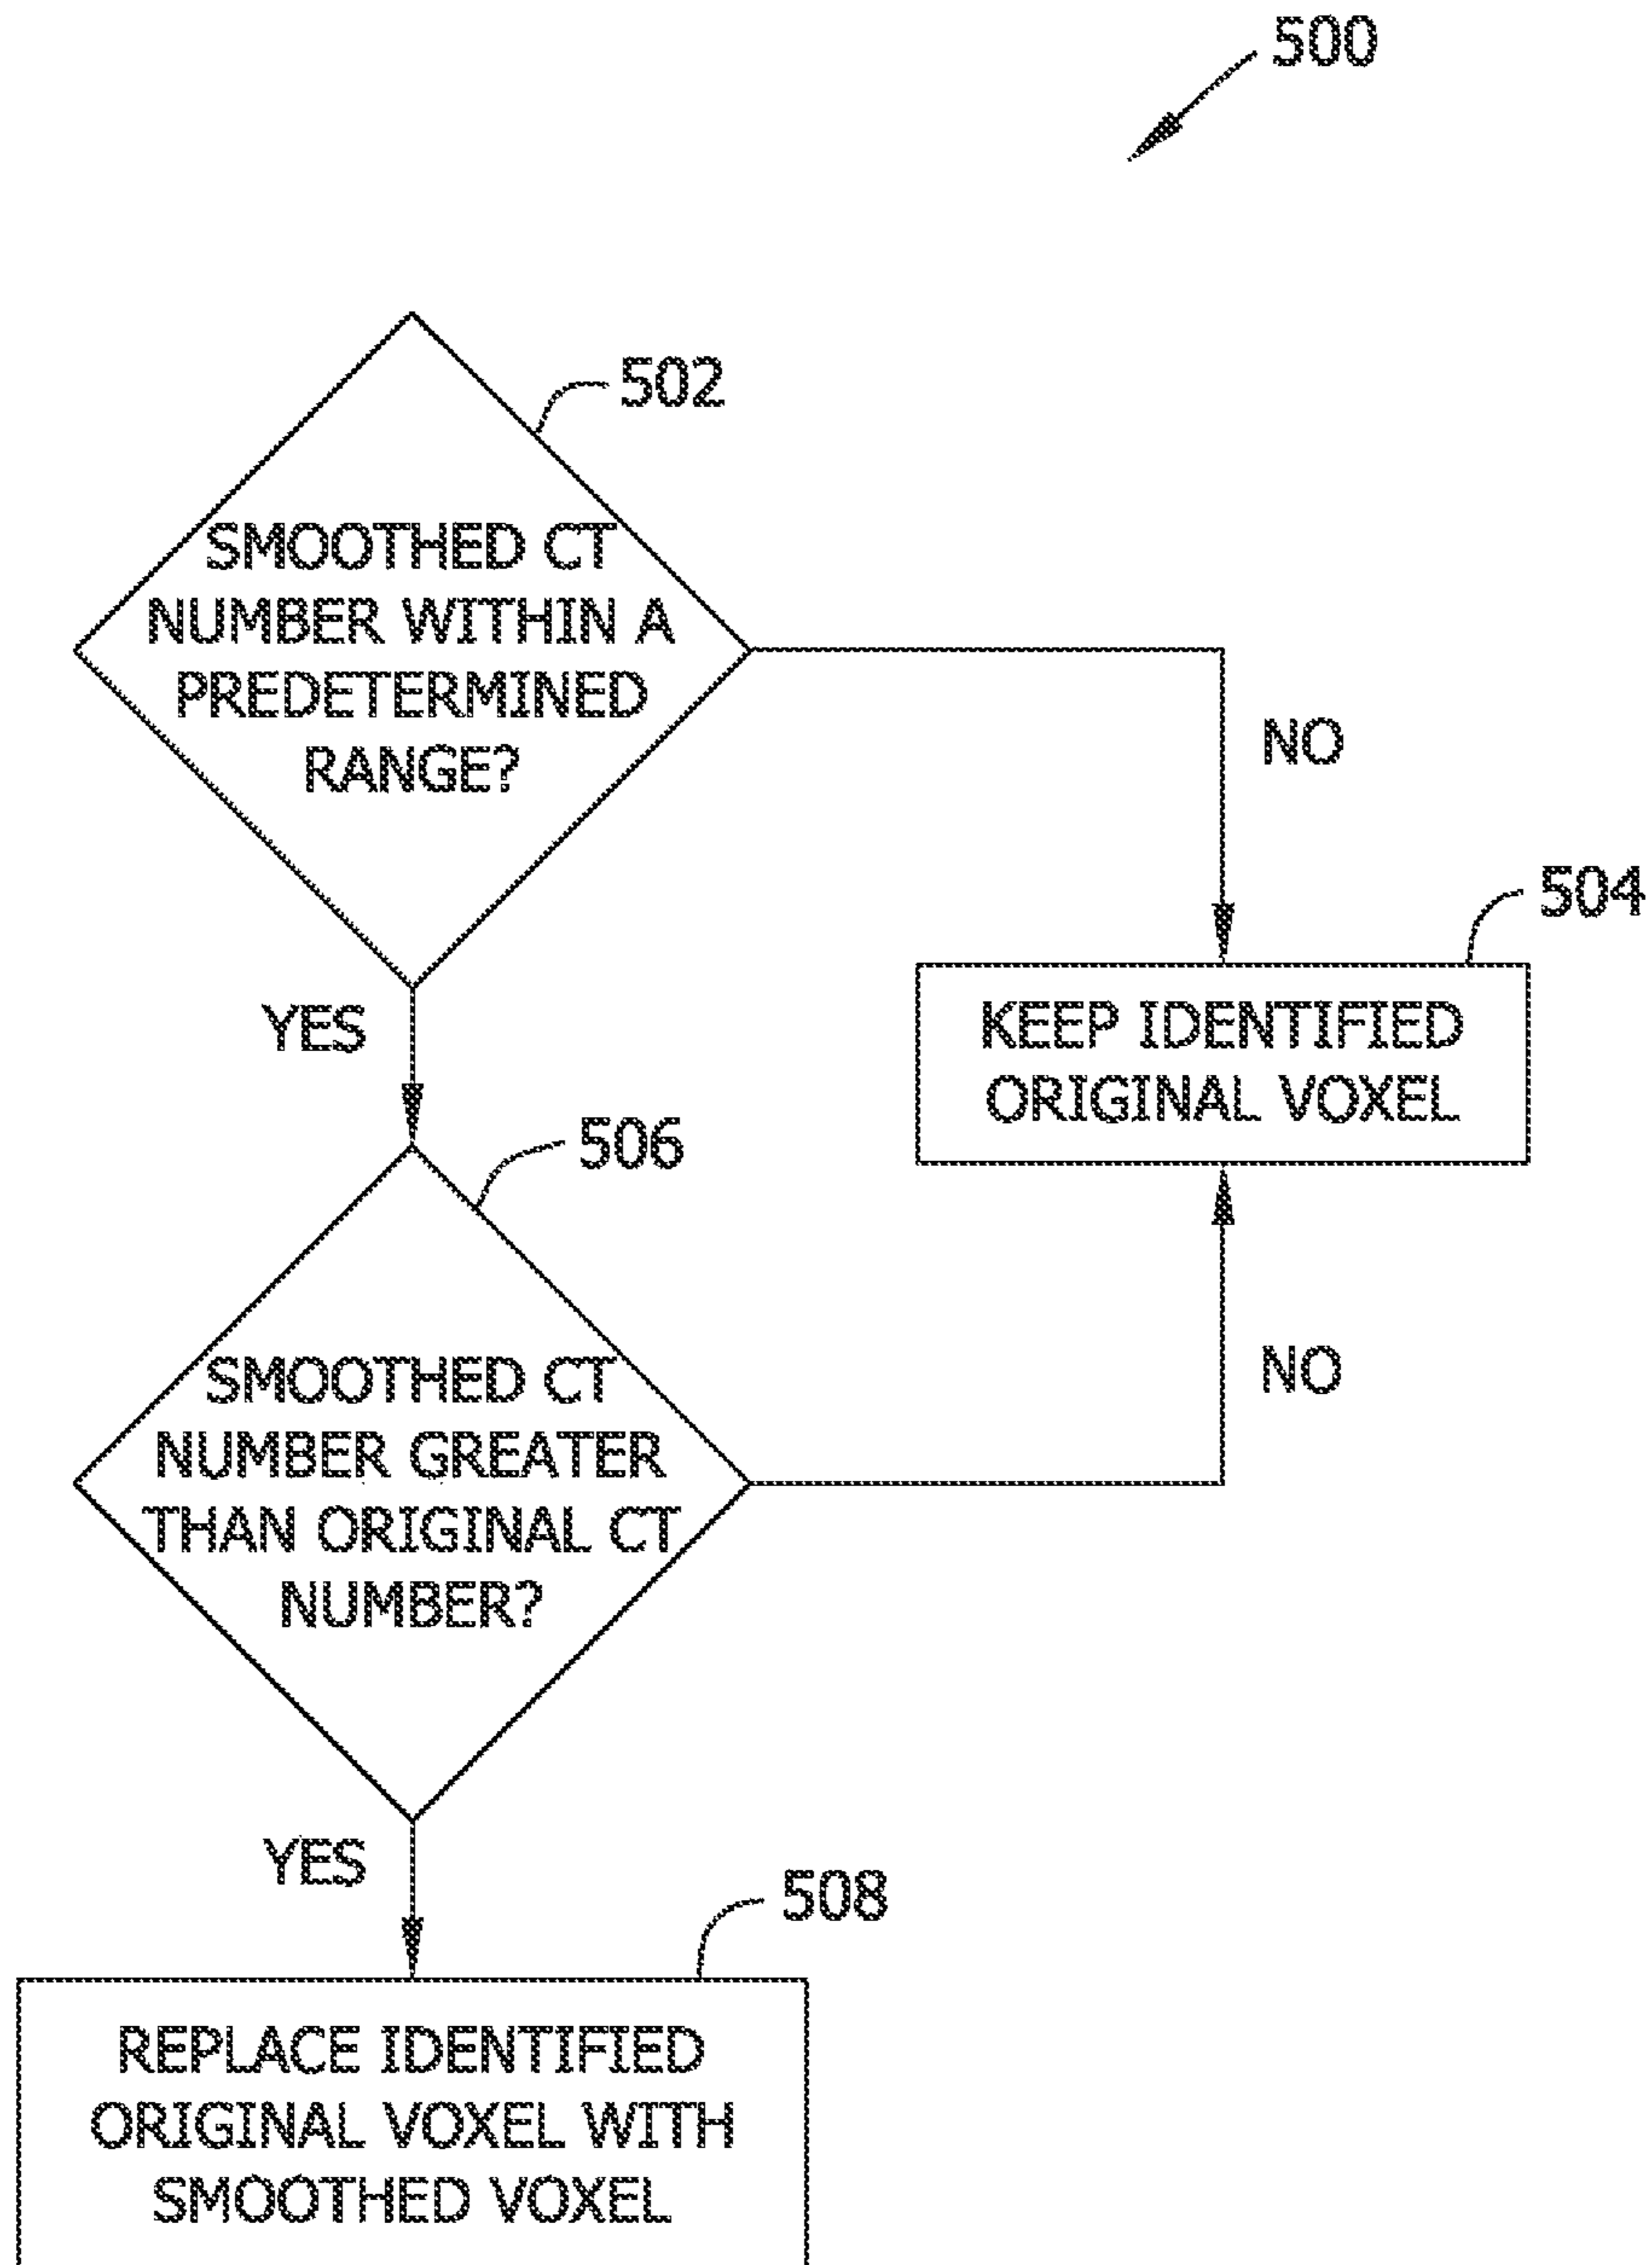 500
502
SMOOTHED CT
NUMBER WITHIN A
PREDETERMINED
RANGE?
NO
504
KEEP IDENTIFIED
ORIGINAL VOXEL
YES
506
SMOOTHED CT
NUMBER GREATER
THAN ORIGINAL CT
NUMBER?
NO
YES
508
REPLACE IDENTIFIED
ORIGINAL VOXEL WITH
SMOOTHED VOXEL